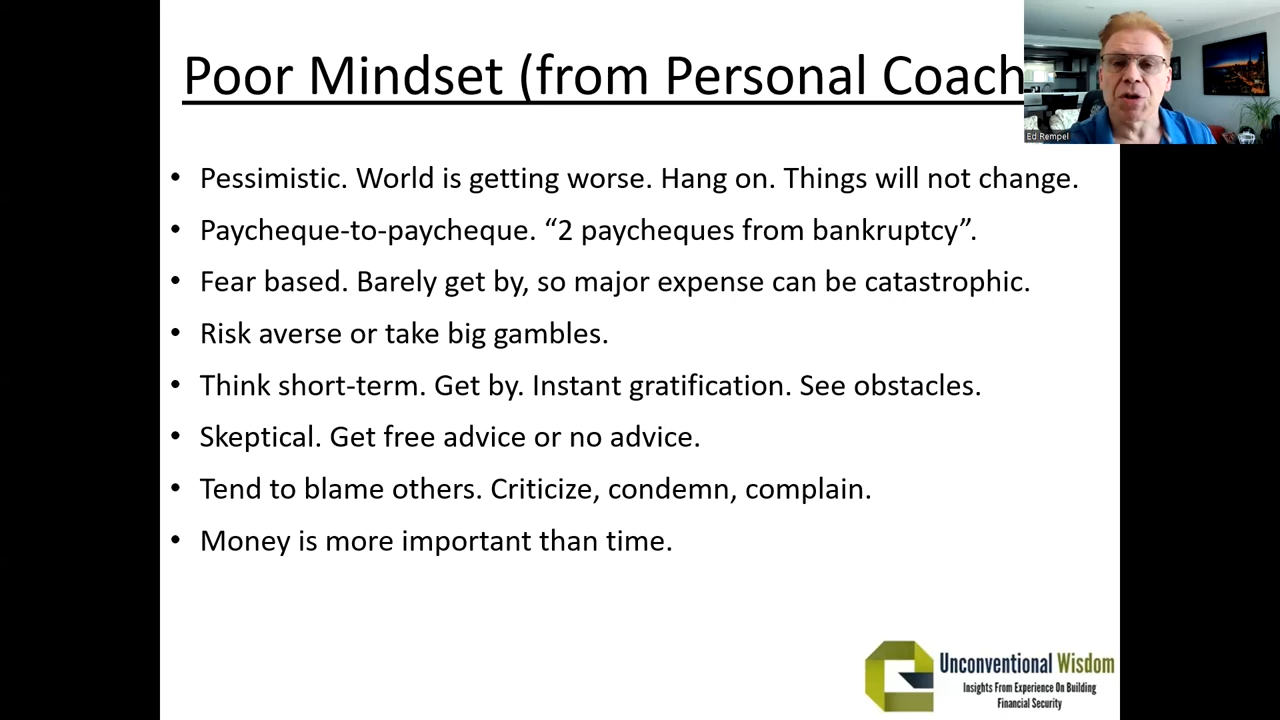 Poor Mindset (from Personal Coach
Ed Rempel
• Pessimistic. World is getting worse. Hang on. Things will not change.
• Paycheque-to-paycheque. “2 paycheques from bankruptcy”.
• Fear based. Barely get by, so major expense can be catastrophic.
• Risk averse or take big gambles.
• Think short-term. Get by. Instant gratification. See obstacles.
• Skeptical. Get free advice or no advice.
• Tend to blame others. Criticize, condemn, complain.
• Money is more important than time.
Unconventional Wisdom
Insights From Experience On Building
Financial Security